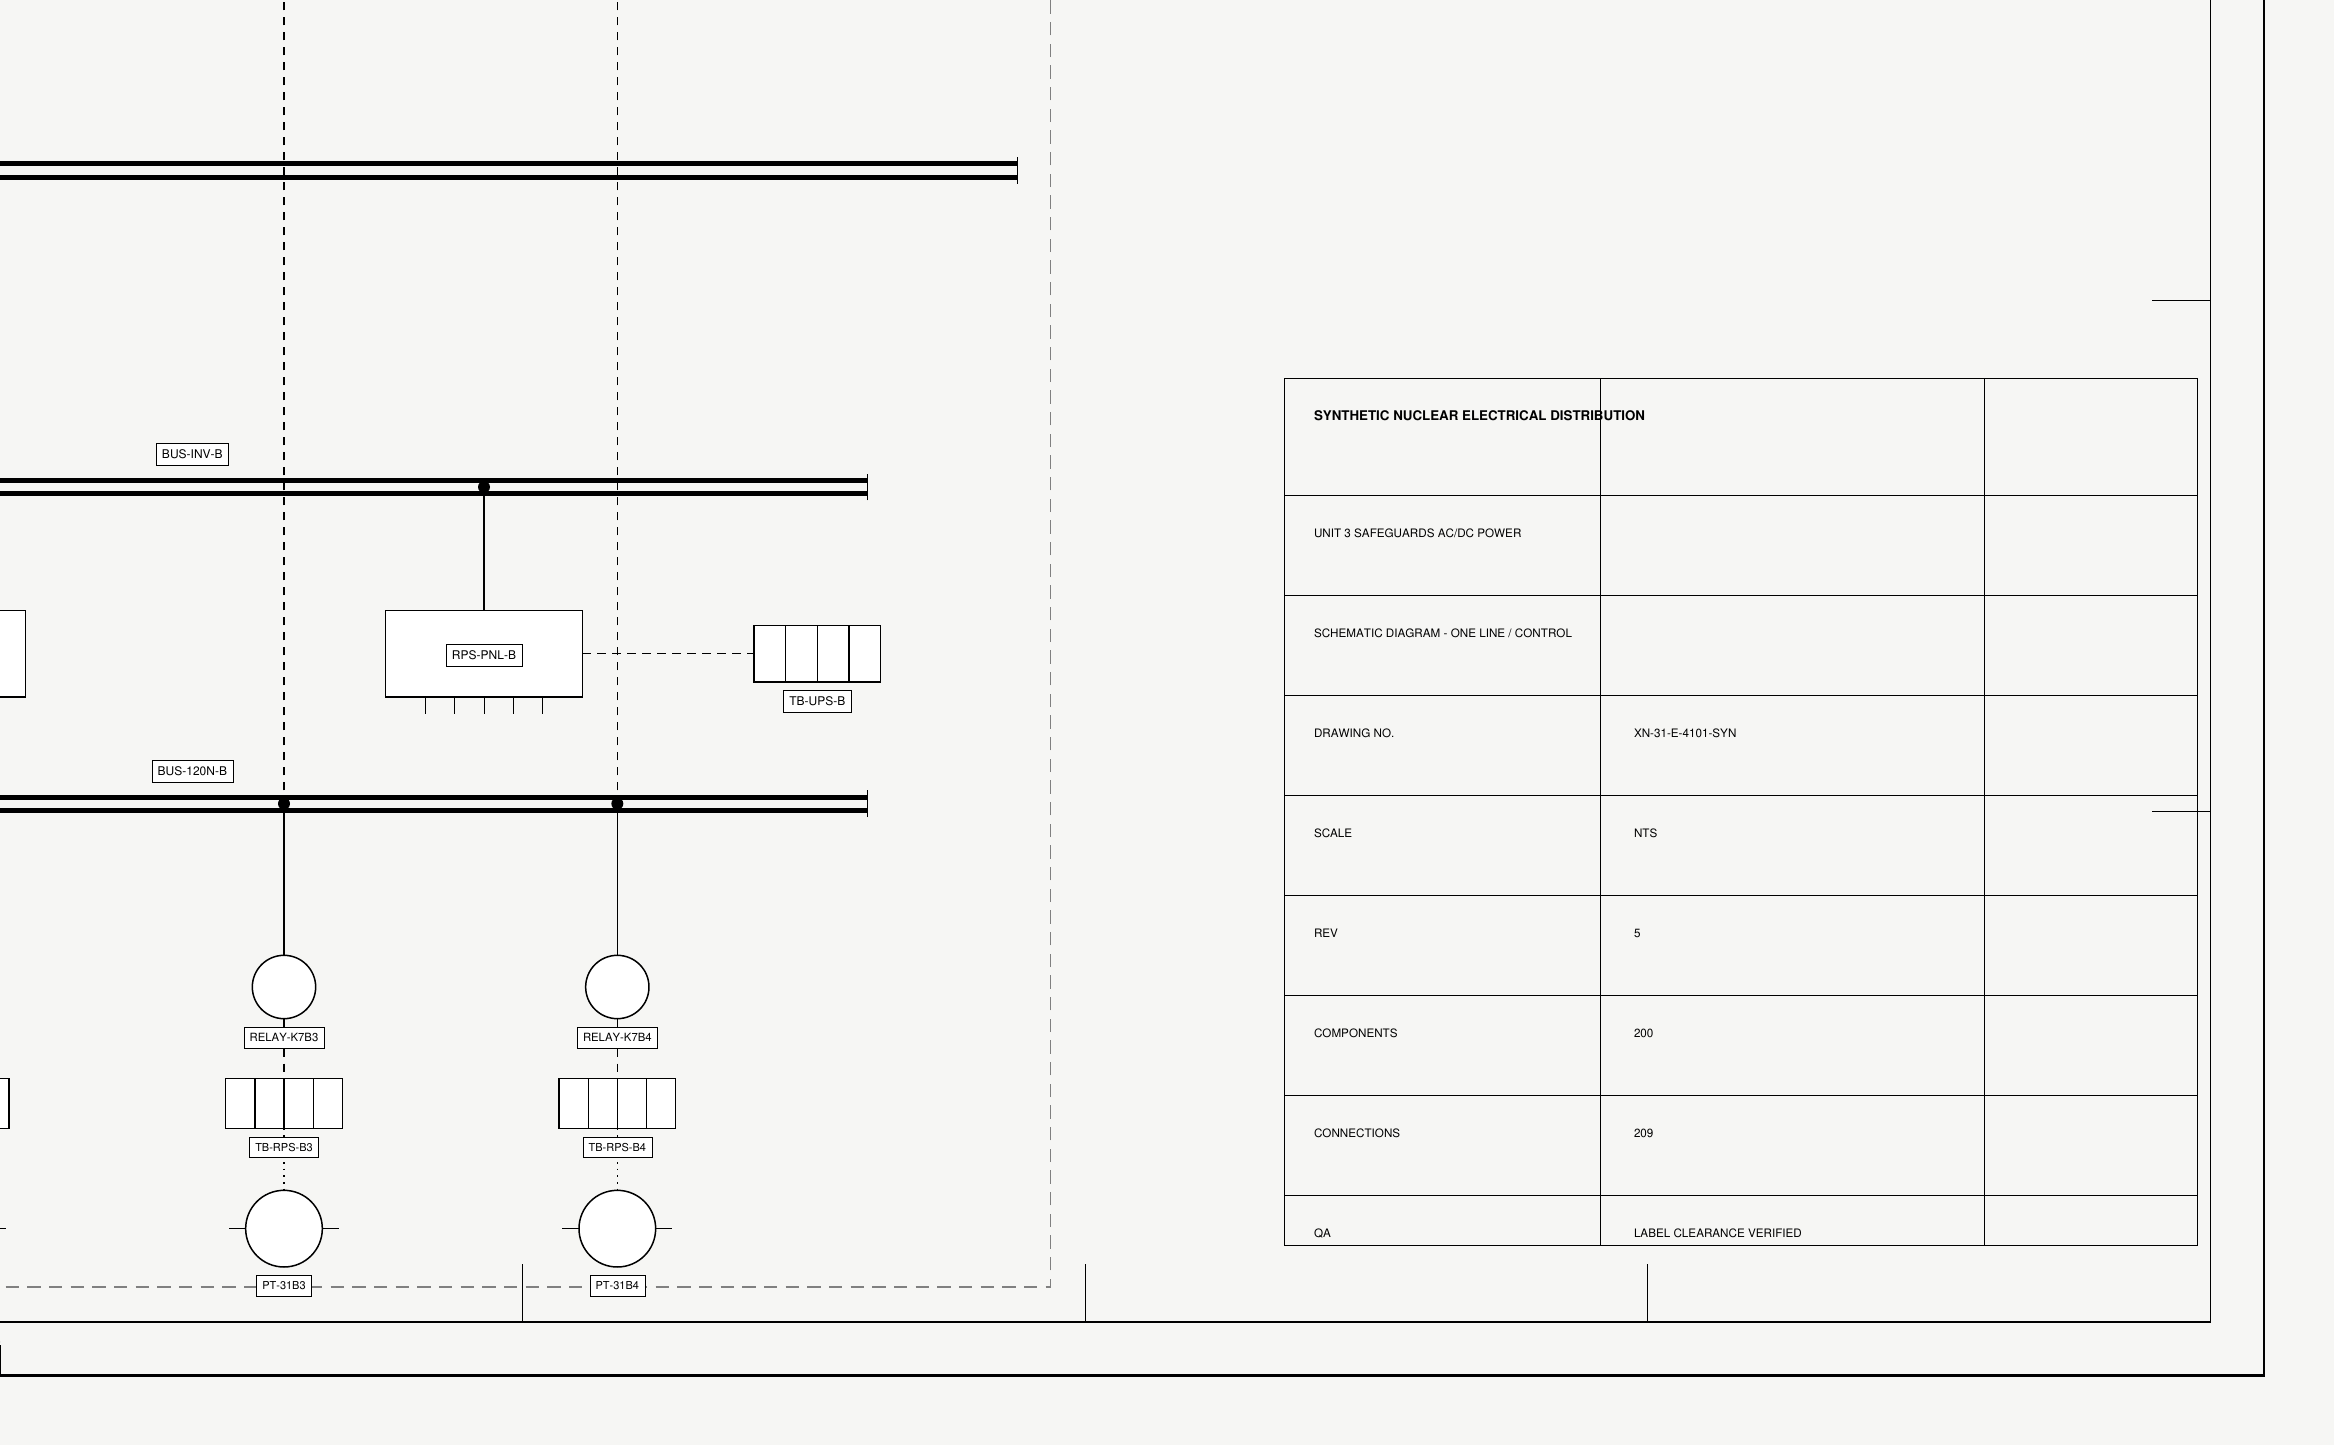 BUS-INV-B
RPS-PNL-B
TB-UPS-B
BUS-120N-B
RELAY-K7B3
RELAY-K7B4
TB-RPS-B3
TB-RPS-B4
PT-31B3
PT-31B4
SYNTHETIC NUCLEAR ELECTRICAL DISTRIBUTION
UNIT 3 SAFEGUARDS AC/DC POWER
SCHEMATIC DIAGRAM - ONE LINE / CONTROL
DRAWING NO. XN-31-E-4101-SYN
SCALE NTS
REV 5
COMPONENTS 200
CONNECTIONS 209
QA LABEL CLEARANCE VERIFIED